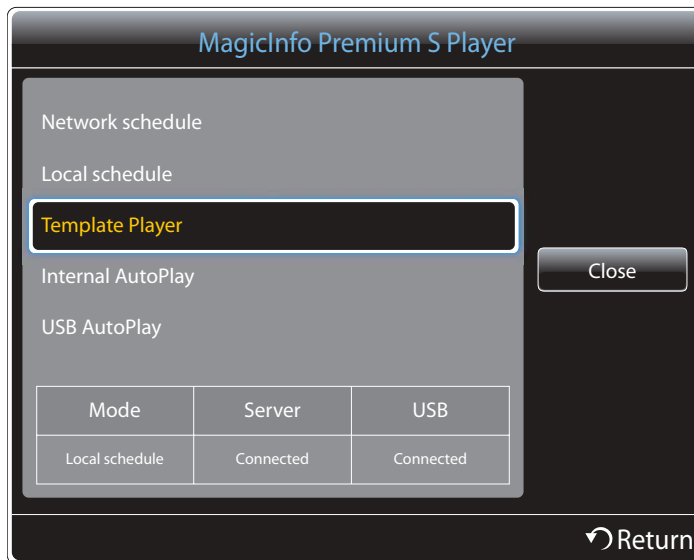 MagicInfo Premium S Player
Network schedule
Local schedule
Template Player
Internal AutoPlay
USB AutoPlay
Close
Mode Server USB
Local schedule Connected Connected
Return